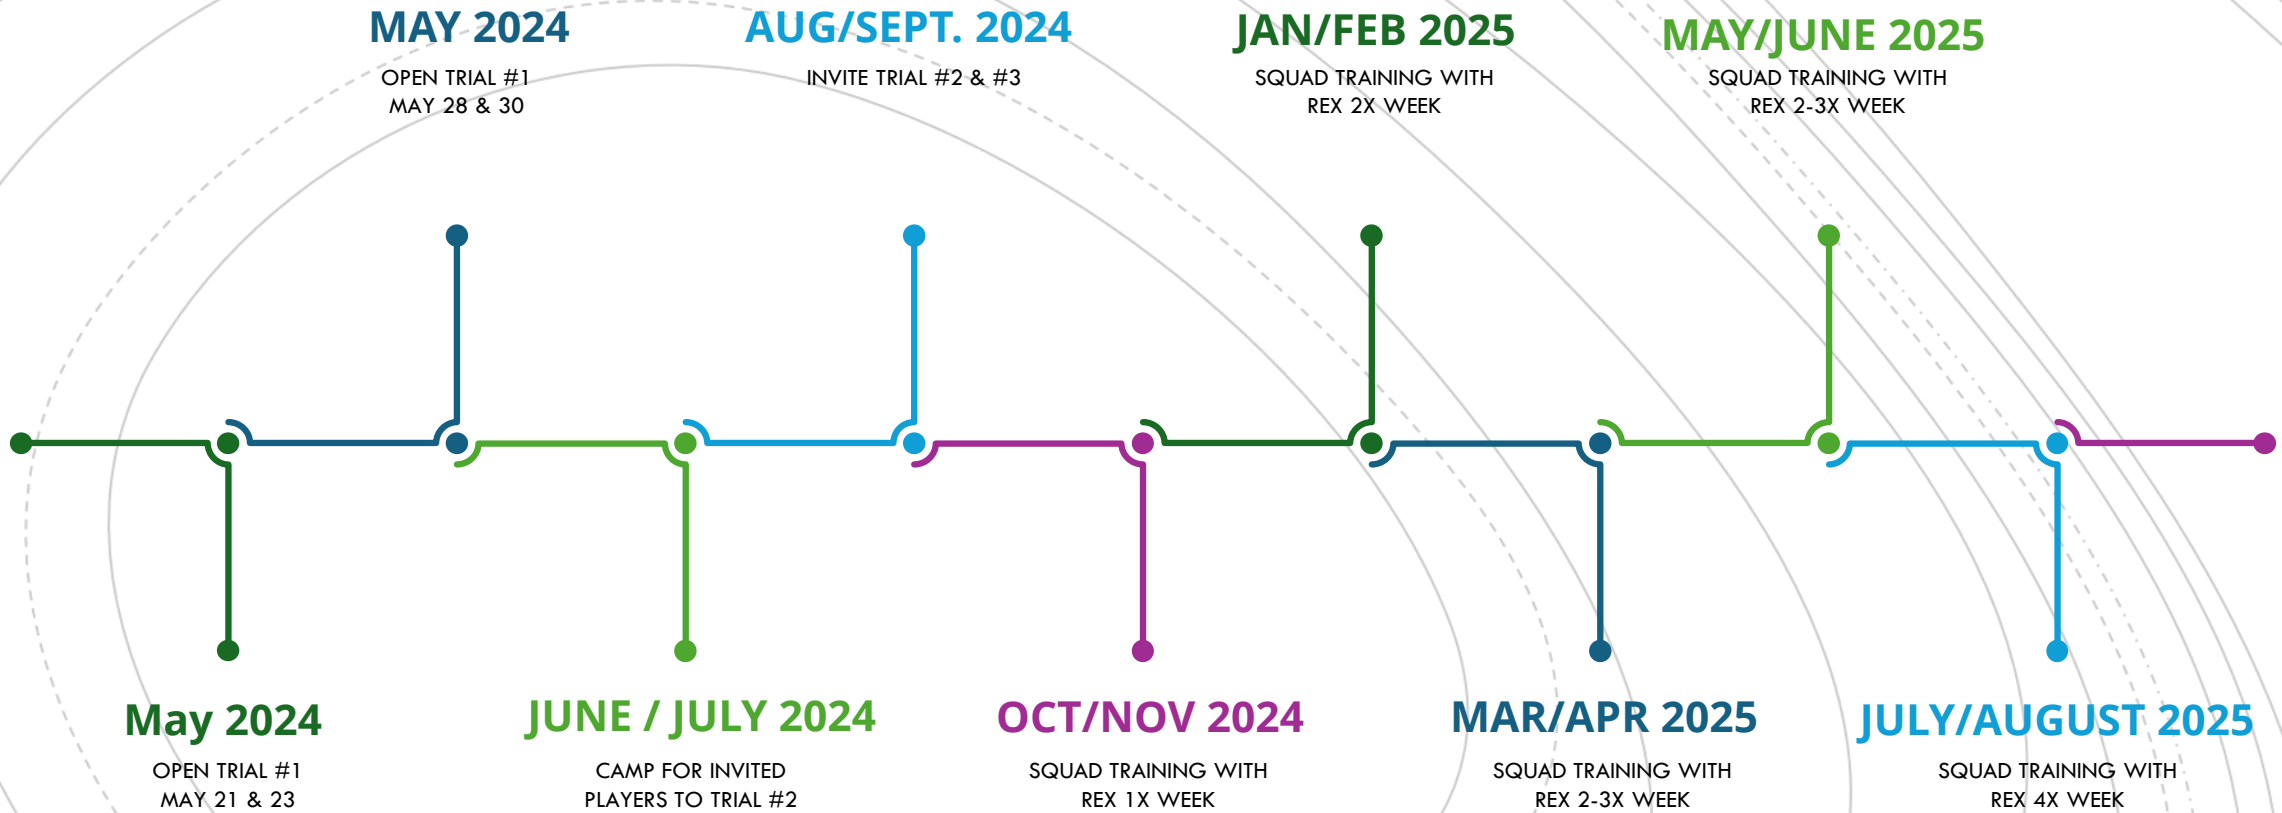 MAY 2024
OPEN TRIAL #1
MAY 28 & 30
AUG/SEPT. 2024
INVITE TRIAL #2 & #3
JAN/FEB 2025
SQUAD TRAINING WITH
REX 2X WEEK
MAY/JUNE 2025
SQUAD TRAINING WITH
REX 2-3X WEEK
May 2024
OPEN TRIAL #1
MAY 21 & 23
JUNE / JULY 2024
CAMP FOR INVITED
PLAYERS TO TRIAL #2
OCT/NOV 2024
SQUAD TRAINING WITH
REX 1X WEEK
MAR/APR 2025
SQUAD TRAINING WITH
REX 2-3X WEEK
JULY/AUGUST 2025
SQUAD TRAINING WITH
REX 4X WEEK